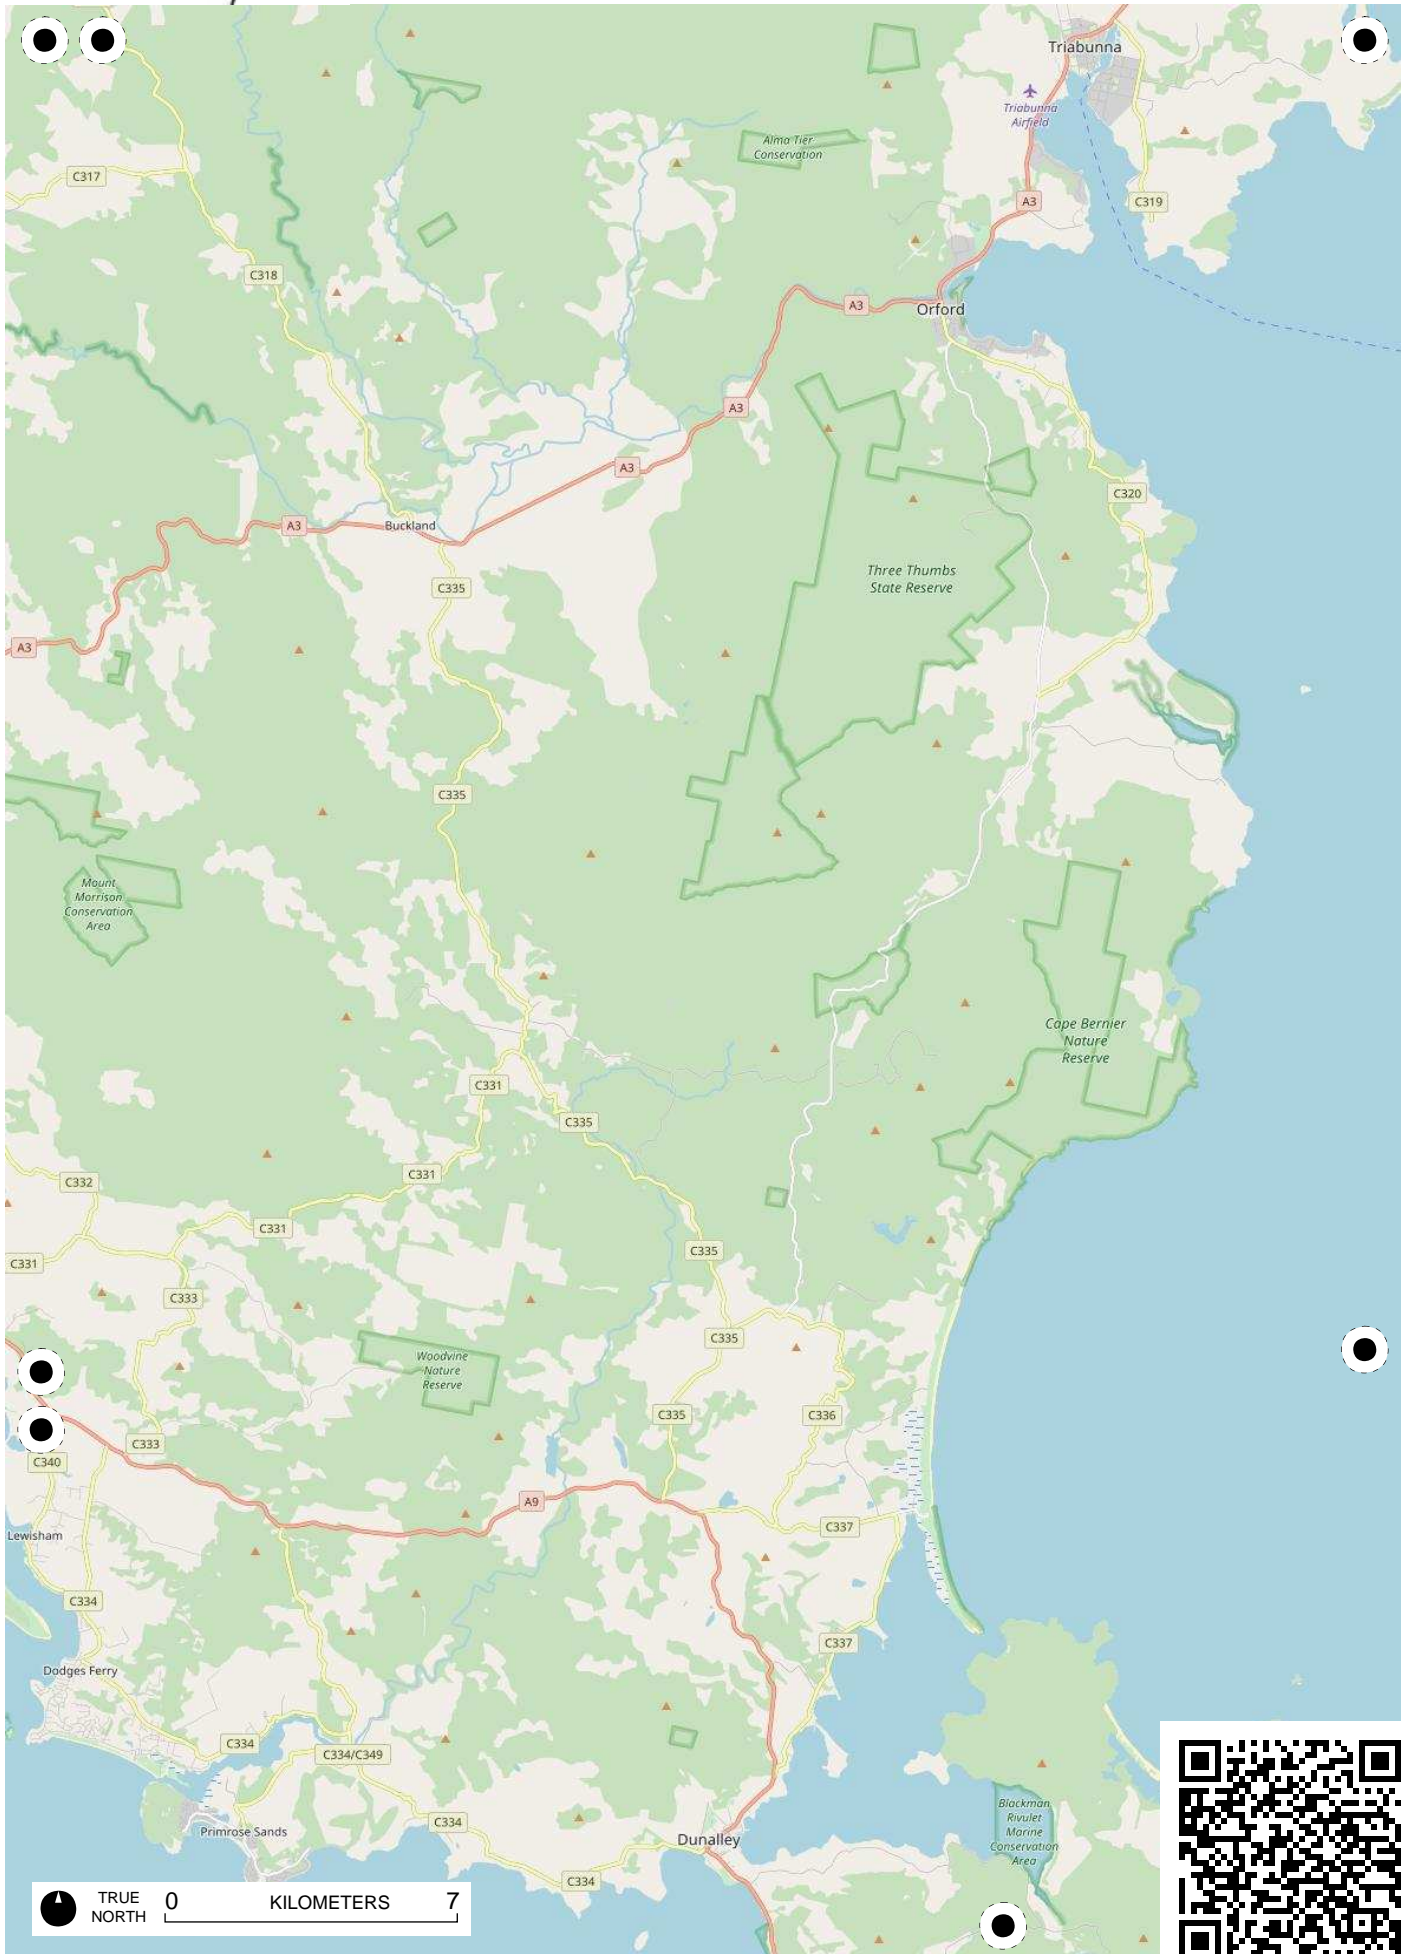 Triabunna
Triabunna
Airfield
Alma Tier
Conservation
C317
A3
C319
C318
A3
Orford
A3
A3
C320
A3
Buckland
Three Thumbs
State Reserve
C335
A3
C335
Mount
Morrison
Conservation
Area
Cape Bernier
Nature
Reserve
C331
C335
C331
C332
C331
C335
C331
C333
C335
Woodvine
Nature
Reserve
C335
C336
C333
C340
A9
C337
Lewisham
C334
C337
Dodges Ferry
C334
C334/C349
Blackman
Rivulet
Marine
Conservation
Area
C334
Primrose Sands
Dunalley
C334
TRUE
NORTH
0 KILOMETERS 7